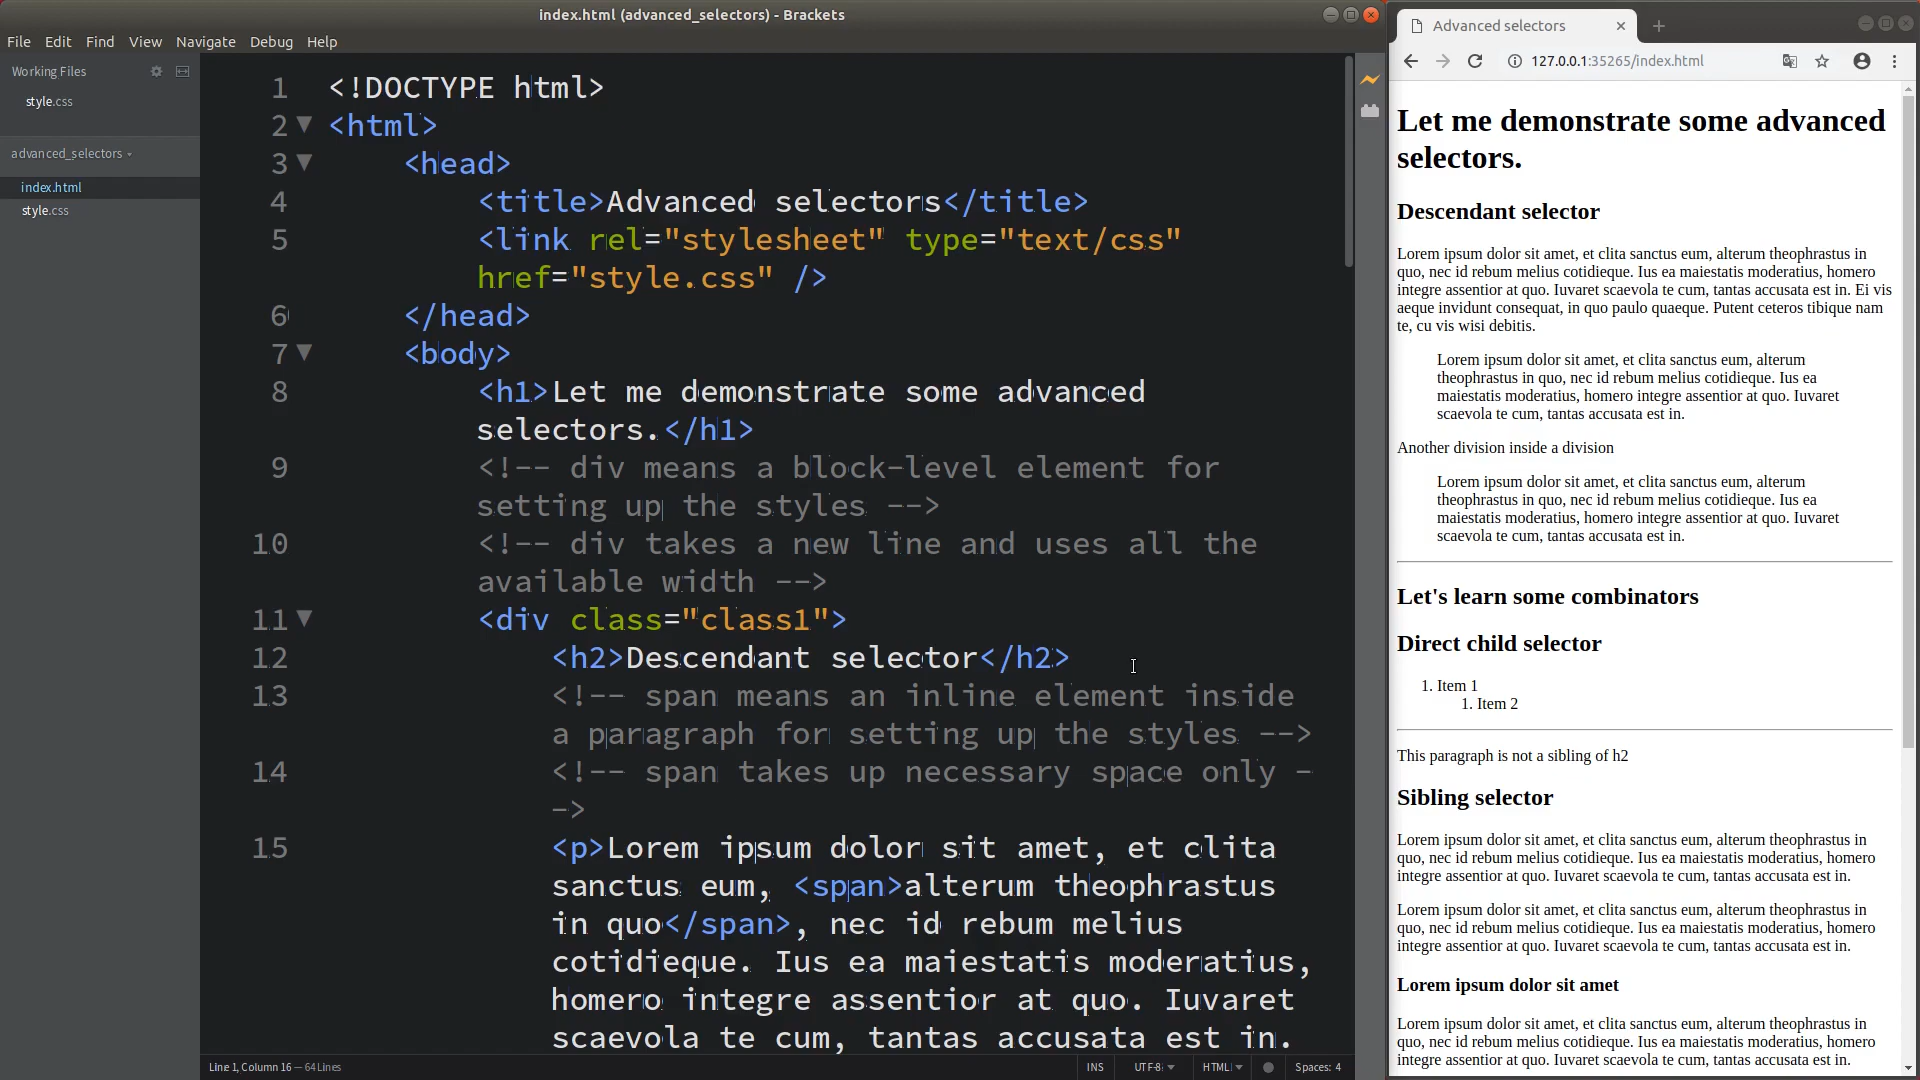 index.html (advanced_selectors) - Brackets
File Edit Find View Navigate Debug Help
Working Files
style.css
advanced_selectors
index.html
style.css
1 <!DOCTYPE html>
2 <html>
3 <head>
4 <title>Advanced selectors</title>
5 <link rel="stylesheet" type="text/css"
href="style.css" />
6 </head>
7 <body>
8 <h1>Let me demonstrate some advanced
selectors.</h1>
9 <!-- div means a block-level element for
setting up the styles -->
10 <!-- div takes a new line and uses all the
available width -->
11 <div class="class1">
12 <h2>Descendant selector</h2>
13 <!-- span means an inline element inside
a paragraph for setting up the styles -->
14 <!-- span takes up necessary space only -
->
15 <p>Lorem ipsum dolor sit amet, et clita
sanctus eum, <span>alterum theophrastus
in quo</span>, nec id rebum melius
cotidieque. Ius ea maiestatis moderatius,
homero integre assentior at quo. Iuvaret
scaevola te cum, tantas accusata est in.
Line 1, Column 16 — 64 Lines
INS UTF-8 HTML Spaces: 4
Advanced selectors
127.0.0.1:35265/index.html
Let me demonstrate some advanced
selectors.
Descendant selector
Lorem ipsum dolor sit amet, et clita sanctus eum, alterum theophrastus in
quo, nec id rebum melius cotidieque. Ius ea maiestatis moderatius, homero
integre assentior at quo. Iuvaret scaevola te cum, tantas accusata est in. Ei vis
aeque invidunt consequat, in quo paulo quaeque. Putent ceteros tibique nam
te, cu vis wisi debitis.
Lorem ipsum dolor sit amet, et clita sanctus eum, alterum
theophrastus in quo, nec id rebum melius cotidieque. Ius ea
maiestatis moderatius, homero integre assentior at quo. Iuvaret
scaevola te cum, tantas accusata est in.
Another division inside a division
Lorem ipsum dolor sit amet, et clita sanctus eum, alterum
theophrastus in quo, nec id rebum melius cotidieque. Ius ea
maiestatis moderatius, homero integre assentior at quo. Iuvaret
scaevola te cum, tantas accusata est in.
Let's learn some combinators
Direct child selector
1. Item 1
1. Item 2
This paragraph is not a sibling of h2
Sibling selector
Lorem ipsum dolor sit amet, et clita sanctus eum, alterum theophrastus in
quo, nec id rebum melius cotidieque. Ius ea maiestatis moderatius, homero
integre assentior at quo. Iuvaret scaevola te cum, tantas accusata est in.
Lorem ipsum dolor sit amet, et clita sanctus eum, alterum theophrastus in
quo, nec id rebum melius cotidieque. Ius ea maiestatis moderatius, homero
integre assentior at quo. Iuvaret scaevola te cum, tantas accusata est in.
Lorem ipsum dolor sit amet
Lorem ipsum dolor sit amet, et clita sanctus eum, alterum theophrastus in
quo, nec id rebum melius cotidieque. Ius ea maiestatis moderatius, homero
integre assentior at quo. Iuvaret scaevola te cum, tantas accusata est in.